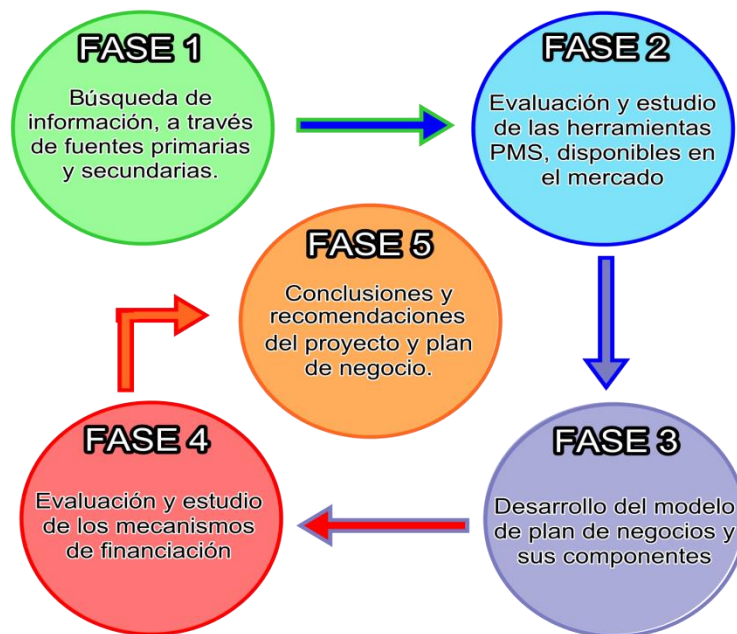 FASE 1
Búsqueda de
información, a través
de fuentes primarias
y secundarias.
FASE 2
Evaluación y estudio
de las herramientas
PMS, disponibles en
el mercado
FASE 3
Desarrollo del modelo
de plan de negocios y
sus componentes
FASE 4
Evaluación y estudio
de los mecanismos
de financiación
FASE 5
Conclusiones y
recomendaciones
del proyecto y plan
de negocio.